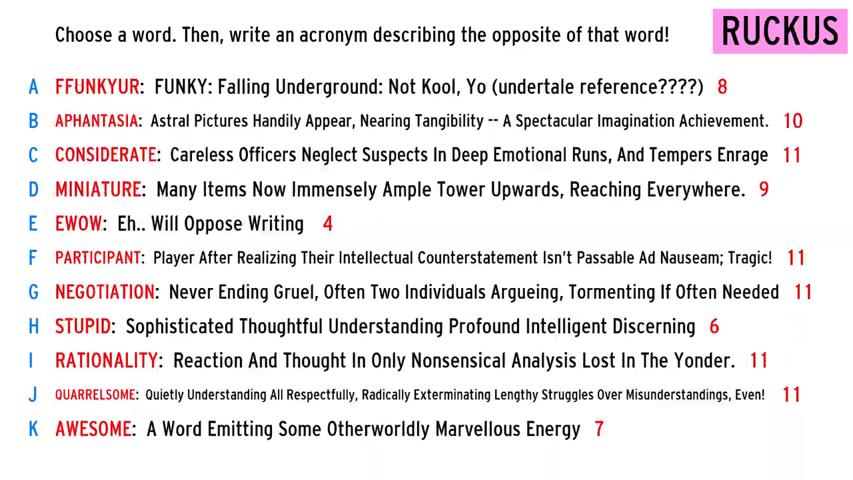 Choose a word. Then, write an acronym describing the opposite of that word! RUCKUS
A FFUNKYUR: FUNKY: Falling Underground: Not Kool, Yo (undertale reference????) 8
B APHANTASIA: Astral Pictures Handily Appear, Nearing Tangibility -- A Spectacular Imagination Achievement. 10
C CONSIDERATE: Careless Officers Neglect Suspects In Deep Emotional Runs, And Tempers Enrage 11
D MINIATURE: Many Items Now Immensely Ample Tower Upwards, Reaching Everywhere. 9
E EWOW: Eh.. Will Oppose Writing 4
F PARTICIPANT: Player After Realizing Their Intellectual Counterstatement Isn't Passable Ad Nauseam; Tragic! 11
G NEGOTIATION: Never Ending Gruel, Often Two Individuals Argueing, Tormenting If Often Needed 11
H STUPID: Sophisticated Thoughtful Understanding Profound Intelligent Discerning 6
I RATIONALITY: Reaction And Thought In Only Nonsensical Analysis Lost In The Yonder. 11
J QUARRELSOME: Quietly Understanding All Respectfully, Radically Exterminating Lengthy Struggles Over Misunderstandings, Even! 11
K AWESOME: A Word Emitting Some Otherworldly Marvellous Energy 7